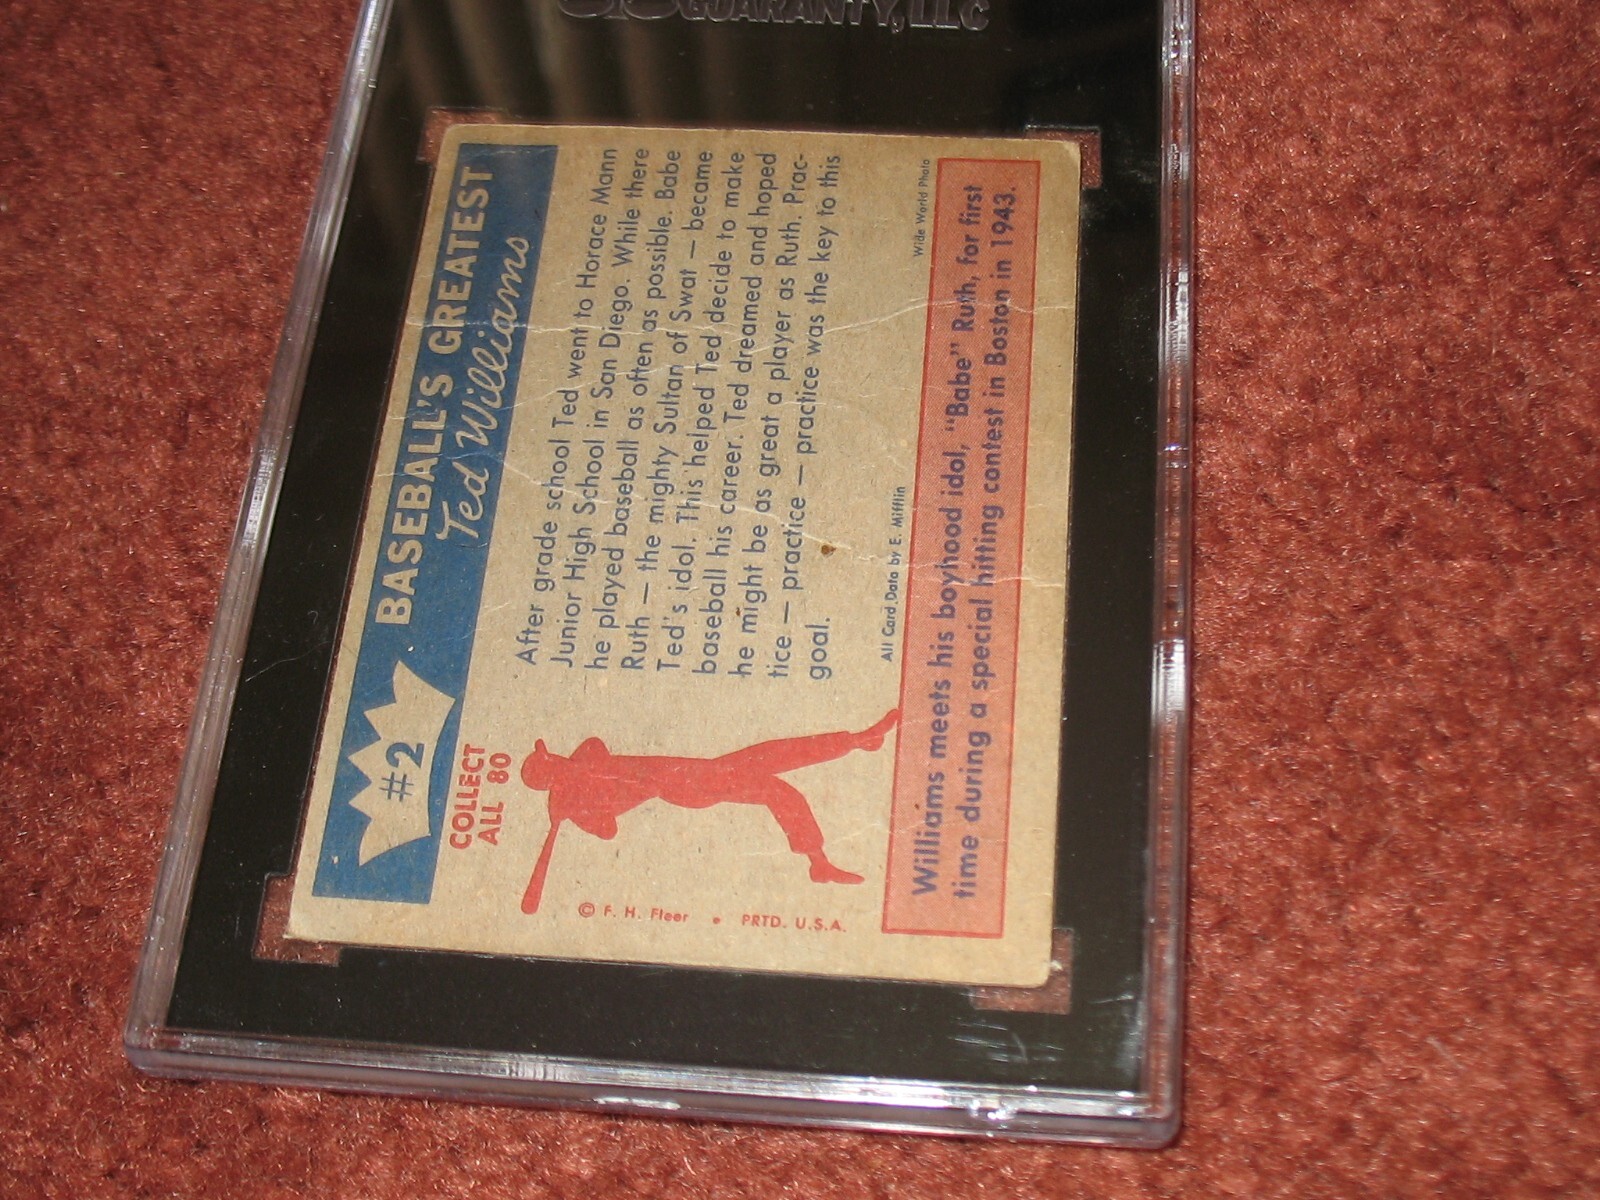 GUARANTY, LLC
#2
BASEBALL'S GREATEST
Ted Williams
COLLECT
ALL 80
After grade school Ted went to Horace Mann
Junior High School in San Diego. While there
he played baseball as often as possible. Babe
Ruth — the mighty Sultan of Swat — became
Ted's idol. This helped Ted decide to make
baseball his career. Ted dreamed and hoped
he might be as great a player as Ruth. Prac-
tice — practice — practice was the key to this
goal.
All Card Data by E. Mifflin
Wide World Photo
© F. H. Fleer • PRTD. U.S.A.
Williams meets his boyhood idol, "Babe" Ruth, for first
time during a special hitting contest in Boston in 1943.